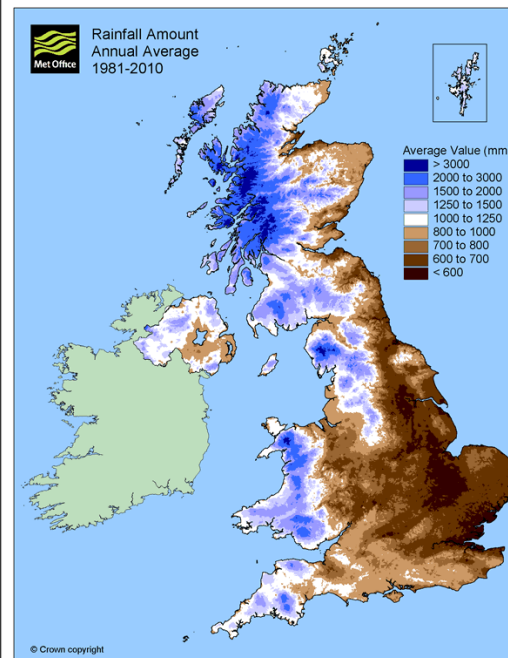 Met Office
Rainfall Amount
Annual Average
1981-2010
Average Value (mm
> 3000
2000 to 3000
1500 to 2000
1250 to 1500
1000 to 1250
800 to 1000
700 to 800
600 to 700
< 600
© Crown copyright